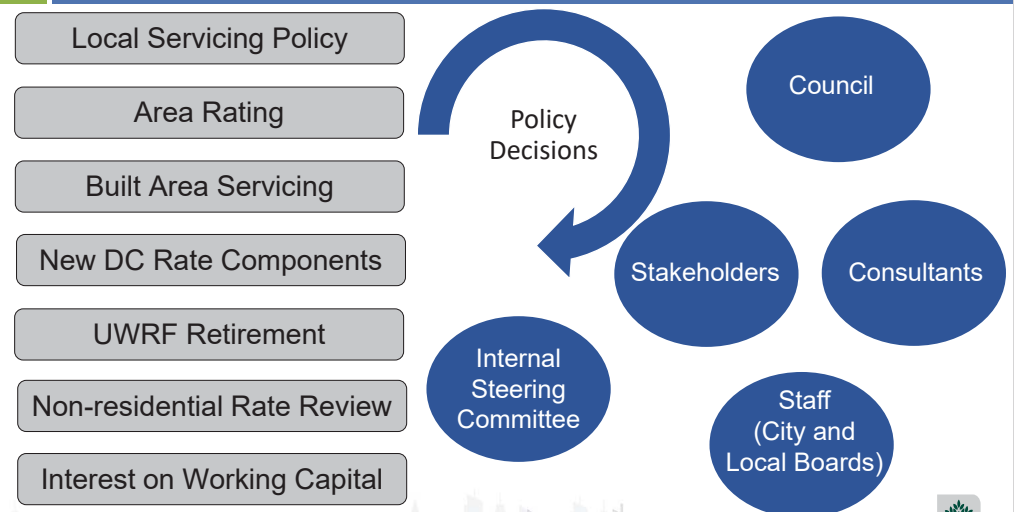 Local Servicing Policy
Area Rating
Built Area Servicing
New DC Rate Components
UWRF Retirement
Non-residential Rate Review
Interest on Working Capital
Policy
Decisions
Council
Stakeholders
Consultants
Internal
Steering
Committee
Staff
(City and
Local Boards)